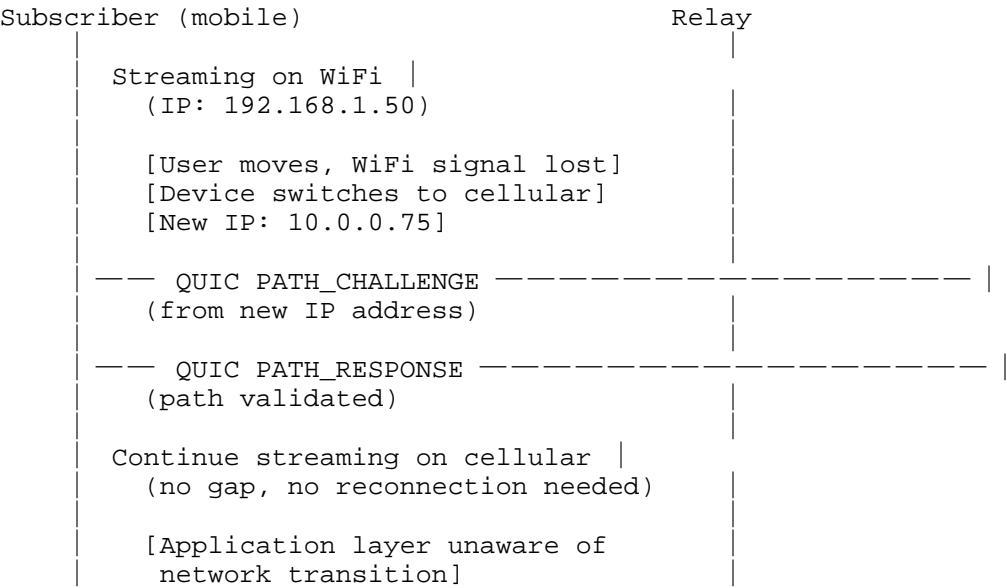 Subscriber (mobile) Relay
Streaming on WiFi
(IP: 192.168.1.50)
[User moves, WiFi signal lost]
[Device switches to cellular]
[New IP: 10.0.0.75]
QUIC PATH_CHALLENGE
(from new IP address)
QUIC PATH_RESPONSE
(path validated)
Continue streaming on cellular
(no gap, no reconnection needed)
[Application layer unaware of
network transition]